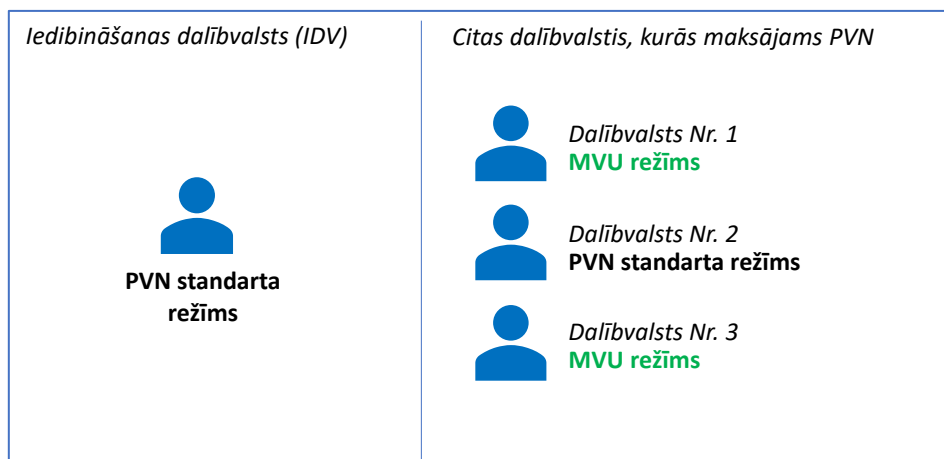 Iedibināšanas dalībvalsts (IDV)
PVN standarta
režīms
Citas dalībvalstis, kurās maksājams PVN
Dalībvalsts Nr. 1
MVU režīms
Dalībvalsts Nr. 2
PVN standarta režīms
Dalībvalsts Nr. 3
MVU režīms